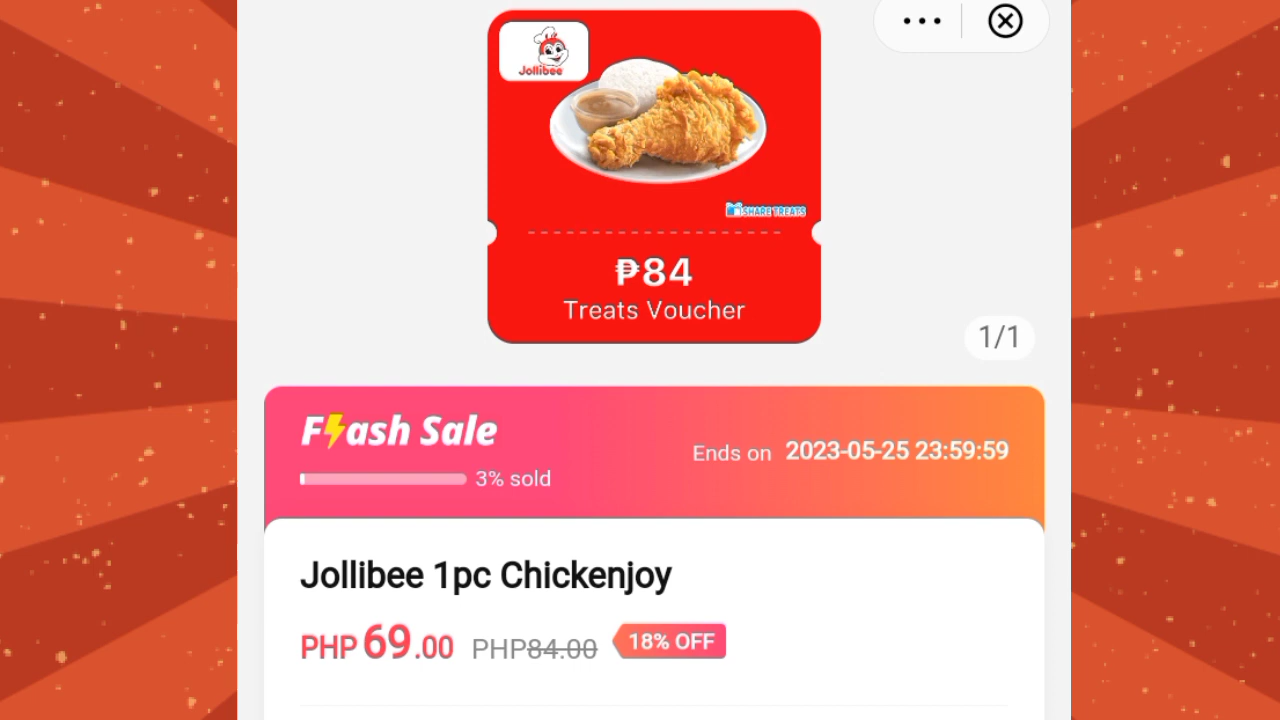 Jollibee
SHARE TREATS
₱84
Treats Voucher
1/1
Flash Sale
3% sold
Ends on 2023-05-25 23:59:59
Jollibee 1pc Chickenjoy
PHP 69.00 PHP84.00 18% OFF